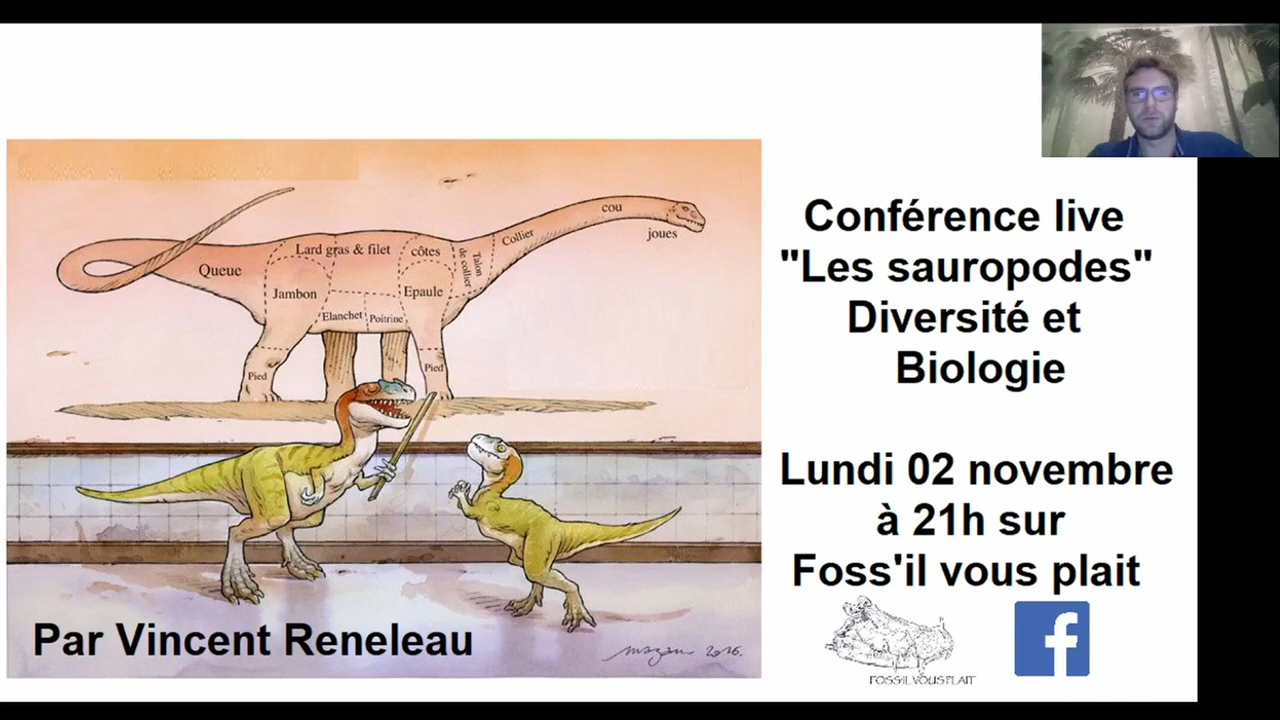 cou
joues
Collier
Talon
de collier
Lard gras & filet
côtes
Queue
Jambon
Epaule
Elanchet
Poitrine
Pied
Pied
Par Vincent Reneleau
2016.
Conférence live
"Les sauropodes"
Diversité et
Biologie
Lundi 02 novembre
à 21h sur
Foss'il vous plait
FOSS'IL VOUS PLAIT
f